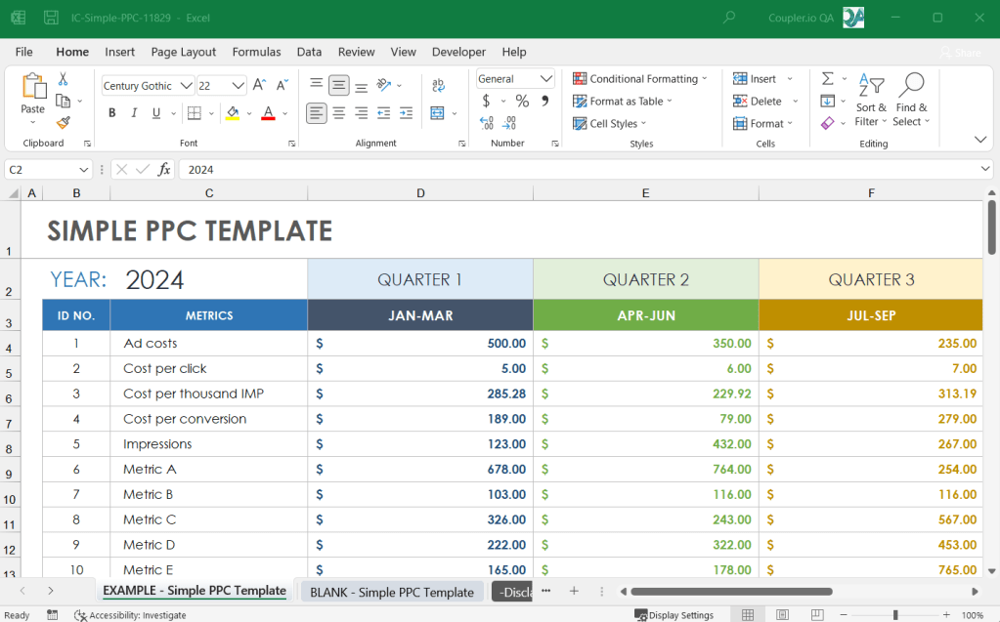 IC-Simple-PPC-11829 - Excel
Coupler.io QA
File Home Insert Page Layout Formulas Data Review View Developer Help
Share
Paste
Century Gothic 22
B I U
General
$ % 9
Conditional Formatting
Format as Table
Cell Styles
Insert
Delete
Format
Sort & Filter
Find & Select
Clipboard Font Alignment Number Styles Cells Editing
C2 fx 2024
A B C D E F
1 SIMPLE PPC TEMPLATE
2 YEAR: 2024 QUARTER 1 QUARTER 2 QUARTER 3
3 ID NO. METRICS JAN-MAR APR-JUN JUL-SEP
4 1 Ad costs $ 500.00 $ 350.00 $ 235.00
5 2 Cost per click $ 5.00 $ 6.00 $ 7.00
6 3 Cost per thousand IMP $ 285.28 $ 229.92 $ 313.19
7 4 Cost per conversion $ 189.00 $ 79.00 $ 279.00
8 5 Impressions $ 123.00 $ 432.00 $ 267.00
9 6 Metric A $ 678.00 $ 764.00 $ 254.00
10 7 Metric B $ 103.00 $ 116.00 $ 116.00
11 8 Metric C $ 326.00 $ 243.00 $ 567.00
12 9 Metric D $ 222.00 $ 322.00 $ 453.00
13 10 Metric E $ 165.00 $ 178.00 $ 765.00
EXAMPLE - Simple PPC Template BLANK - Simple PPC Template -Discla
Ready Accessibility: Investigate Display Settings 100%